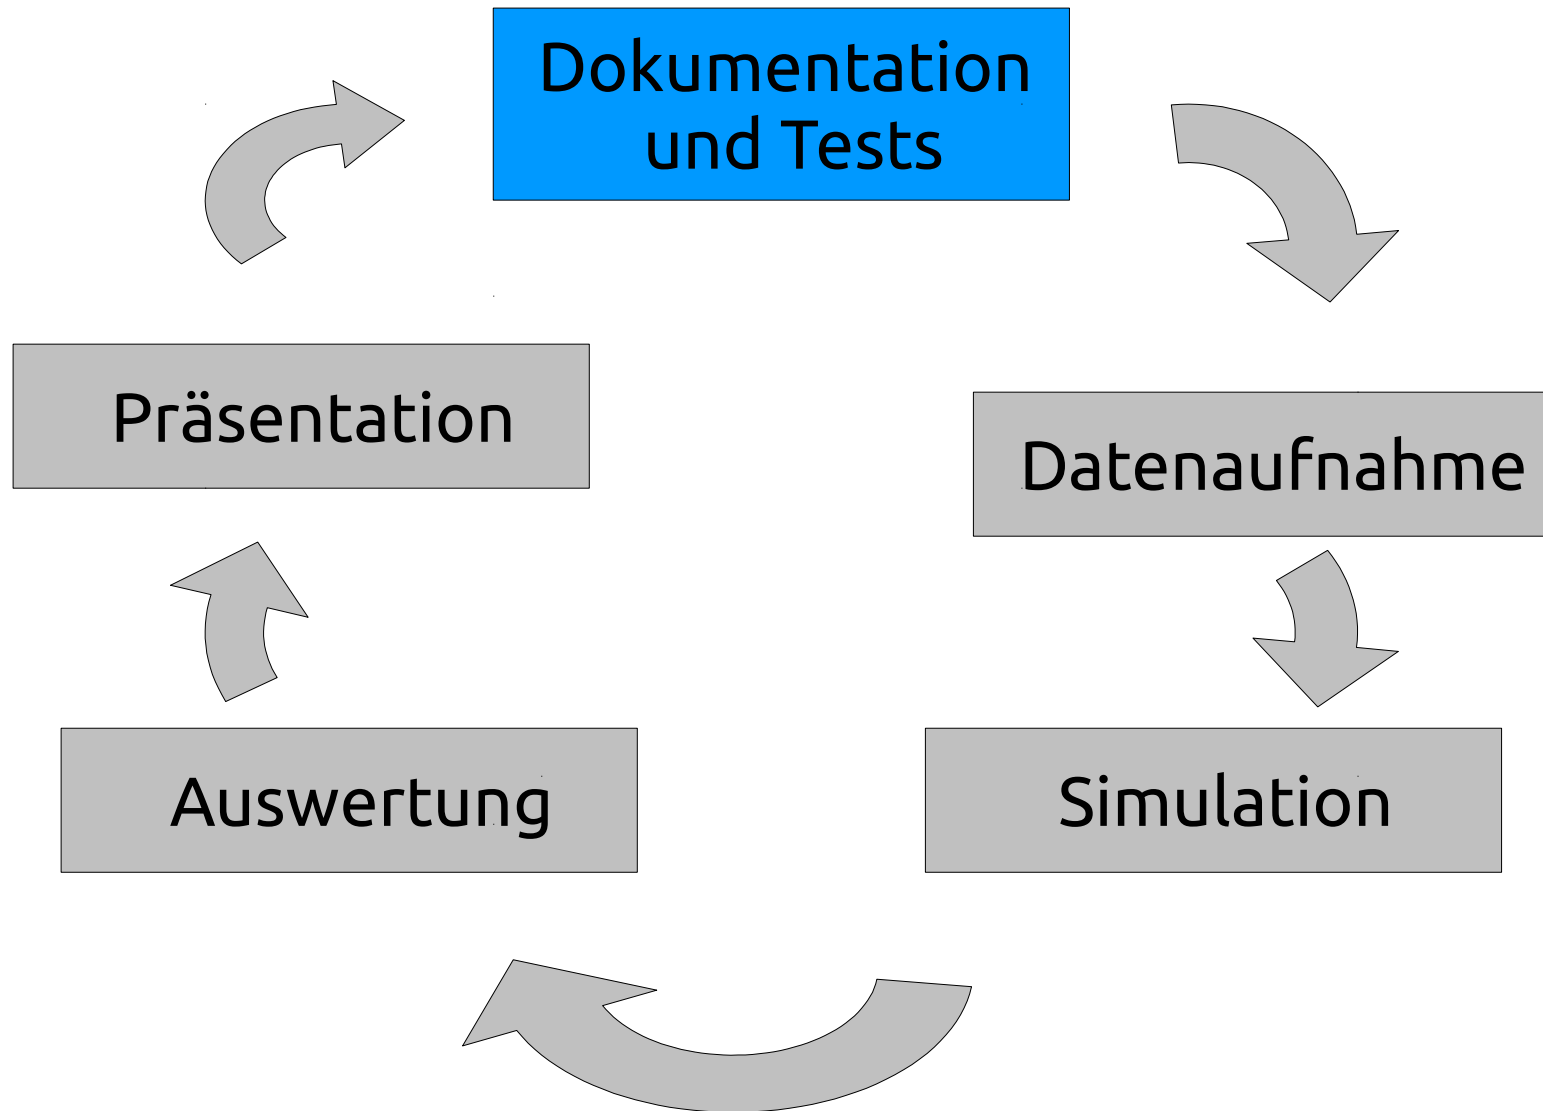 Dokumentation
und Tests
Präsentation
Datenaufnahme
Auswertung
Simulation